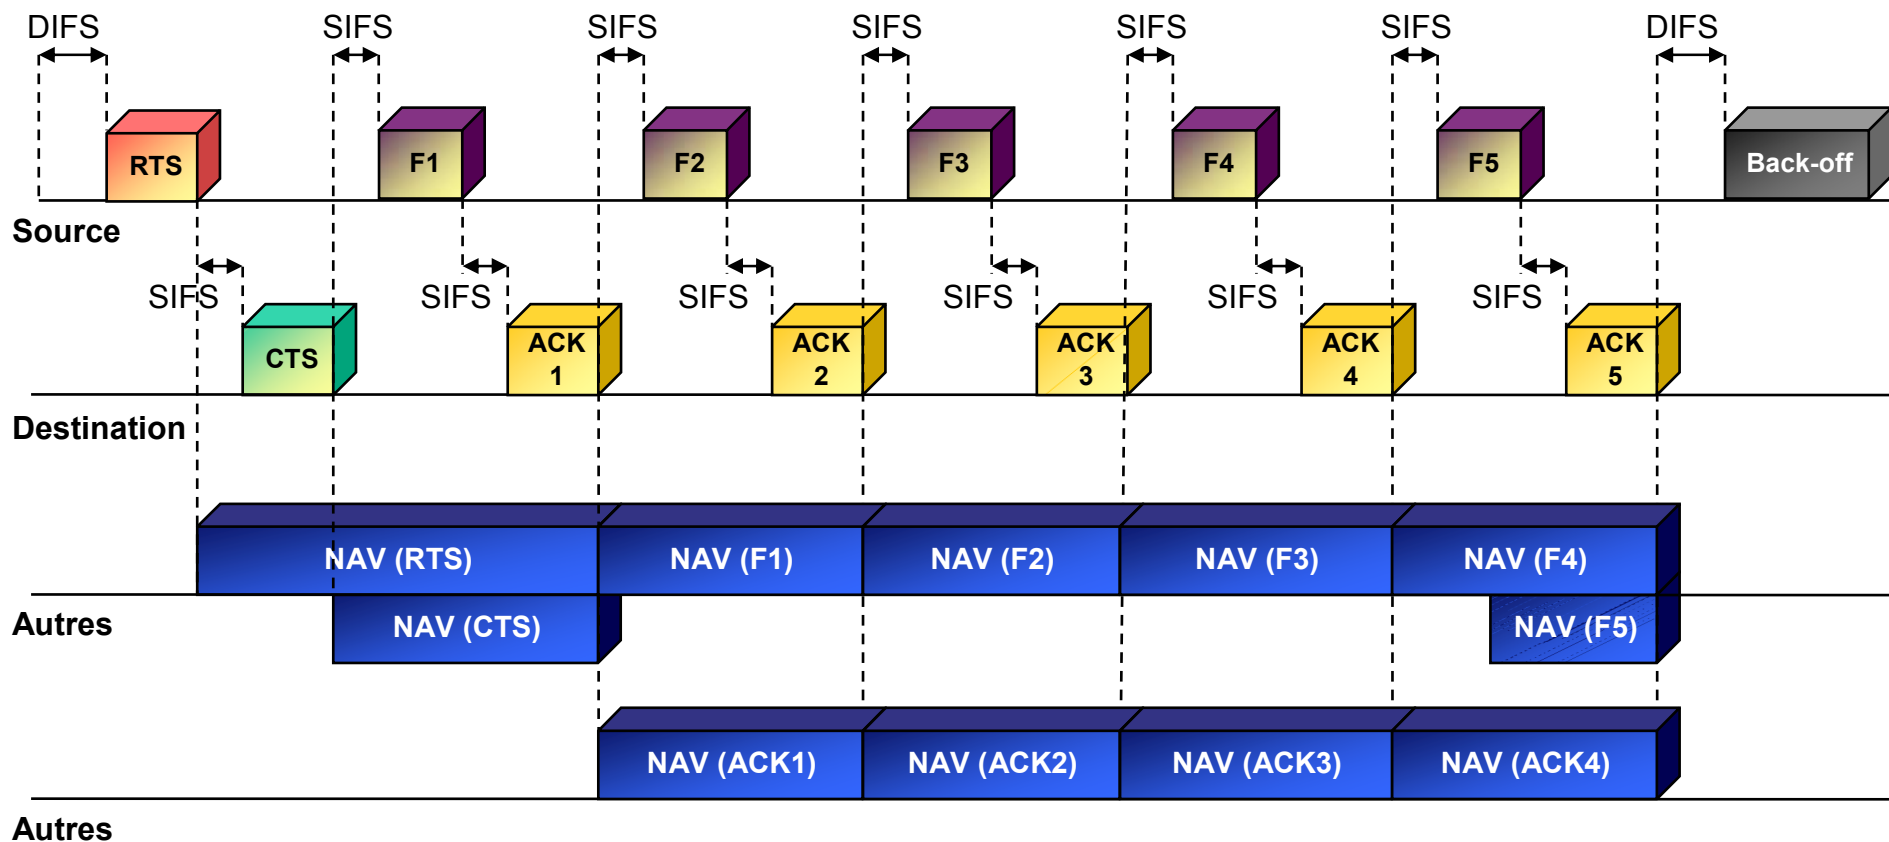 DIFS
SIFS
SIFS
SIFS
SIFS
SIFS
DIFS
RTS
F1
F2
F3
F4
F5
Back-off
Source
SIFS
SIFS
SIFS
SIFS
SIFS
SIFS
CTS
ACK
1
ACK
2
ACK
3
ACK
4
ACK
5
Destination
NAV (RTS)
NAV (F1)
NAV (F2)
NAV (F3)
NAV (F4)
Autres
NAV (CTS)
NAV (F5)
NAV (ACK1)
NAV (ACK2)
NAV (ACK3)
NAV (ACK4)
Autres